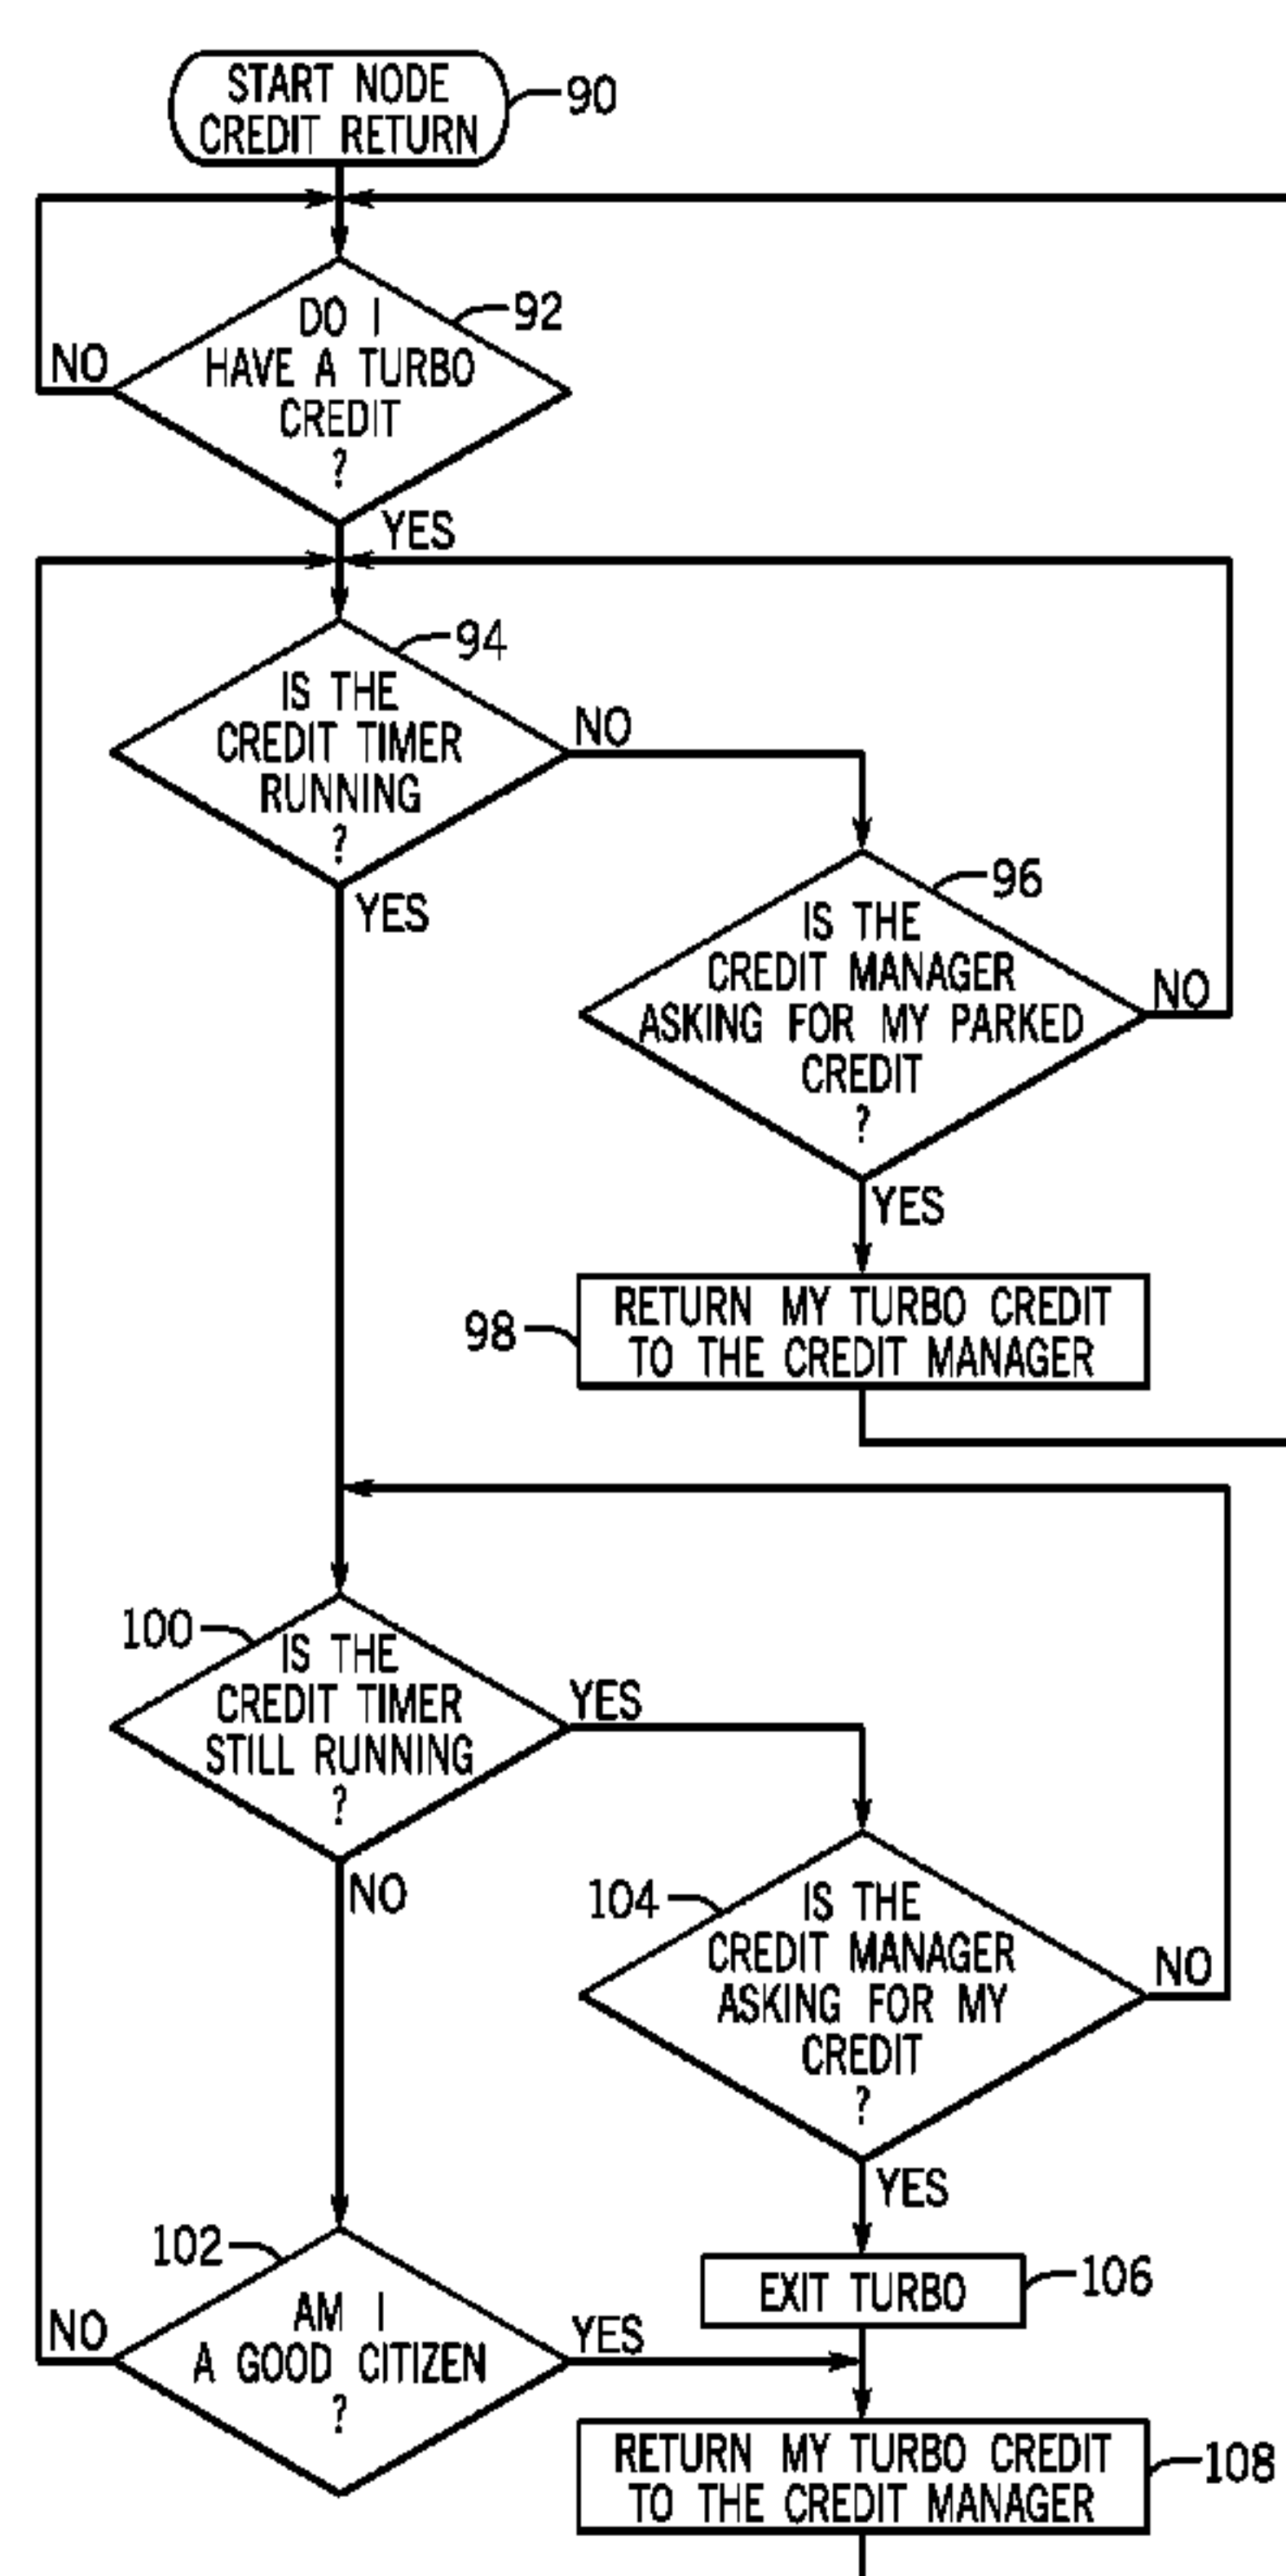 START NODE
CREDIT RETURN
90
DO I
HAVE A TURBO
CREDIT
?
92
NO
YES
IS THE
CREDIT TIMER
RUNNING
?
94
NO
YES
IS THE
CREDIT MANAGER
ASKING FOR MY PARKED
CREDIT
?
96
NO
YES
RETURN MY TURBO CREDIT
TO THE CREDIT MANAGER
98
100
IS THE
CREDIT TIMER
STILL RUNNING
?
YES
NO
104
IS THE
CREDIT MANAGER
ASKING FOR MY
CREDIT
?
NO
YES
EXIT TURBO
106
102
AM I
A GOOD CITIZEN
?
NO
YES
RETURN MY TURBO CREDIT
TO THE CREDIT MANAGER
108